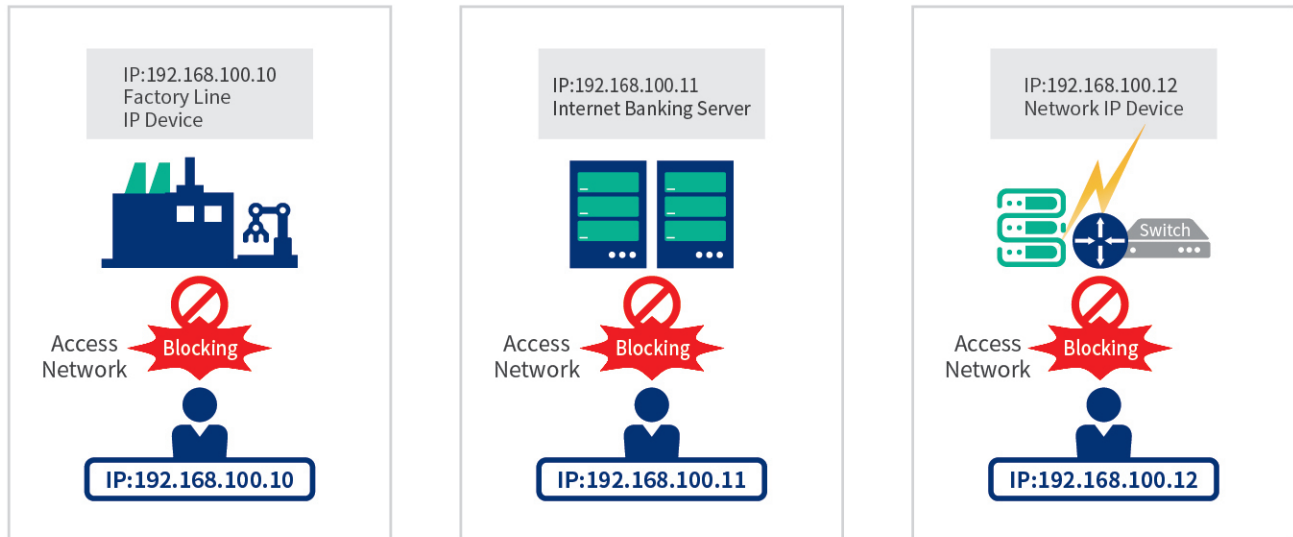 IP:192.168.100.10
Factory Line
IP Device
Access
Network
Blocking
IP:192.168.100.10
IP:192.168.100.11
Internet Banking Server
Access
Network
Blocking
IP:192.168.100.11
IP:192.168.100.12
Network IP Device
Switch
Access
Network
Blocking
IP:192.168.100.12